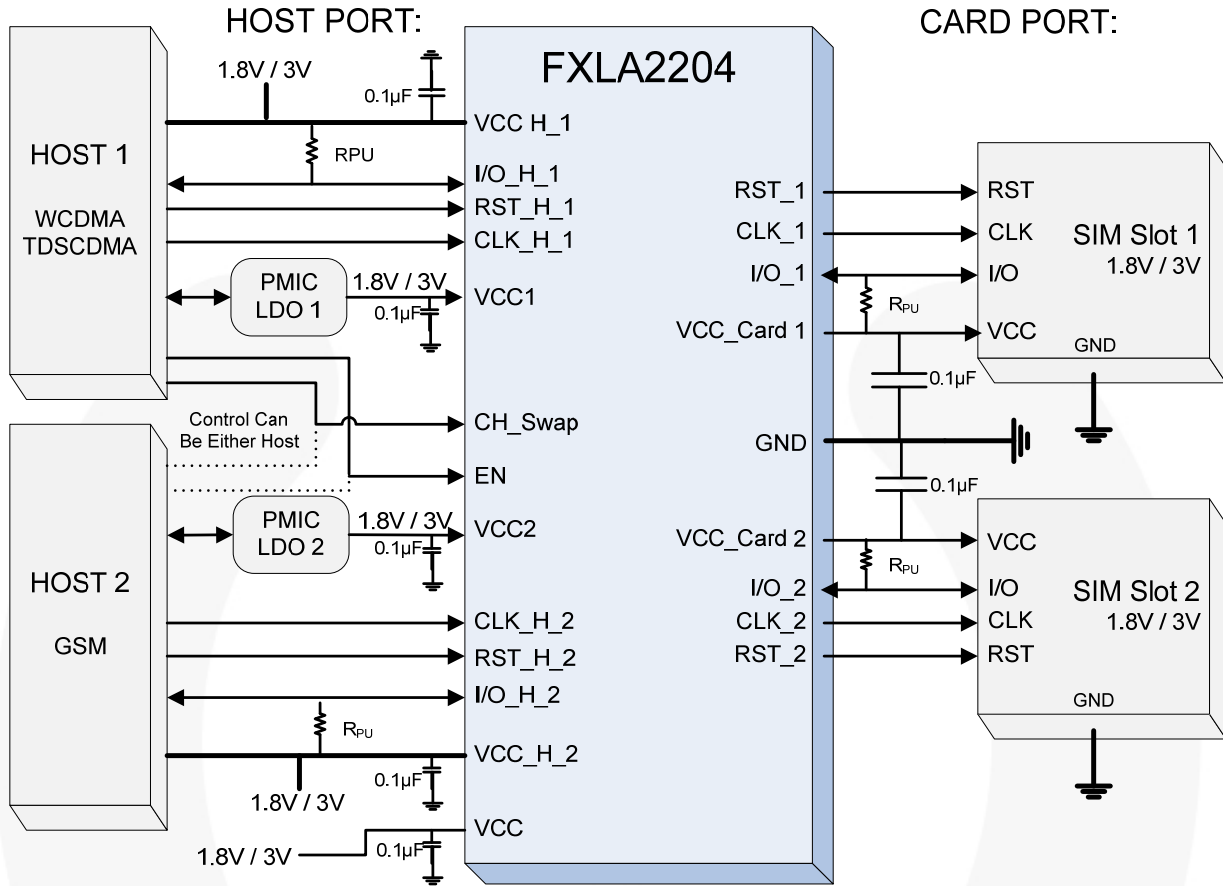 HOST PORT:
CARD PORT:
HOST 1
WCDMA
TDSCDMA
1.8V / 3V
0.1µF
RPU
PMIC
LDO 1
1.8V / 3V
0.1µF
Control Can
Be Either Host
HOST 2
GSM
PMIC
LDO 2
1.8V / 3V
0.1µF
RPU
0.1µF
1.8V / 3V
1.8V / 3V
0.1µF
FXLA2204
VCC H_1
I/O_H_1
RST_H_1
CLK_H_1
VCC1
CH_Swap
EN
VCC2
CLK_H_2
RST_H_2
I/O_H_2
VCC_H_2
VCC
RST_1
CLK_1
I/O_1
VCC_Card 1
GND
VCC_Card 2
I/O_2
CLK_2
RST_2
RPU
0.1µF
0.1µF
RPU
RST
CLK
I/O
VCC
SIM Slot 1
1.8V / 3V
GND
VCC
I/O
CLK
RST
SIM Slot 2
1.8V / 3V
GND